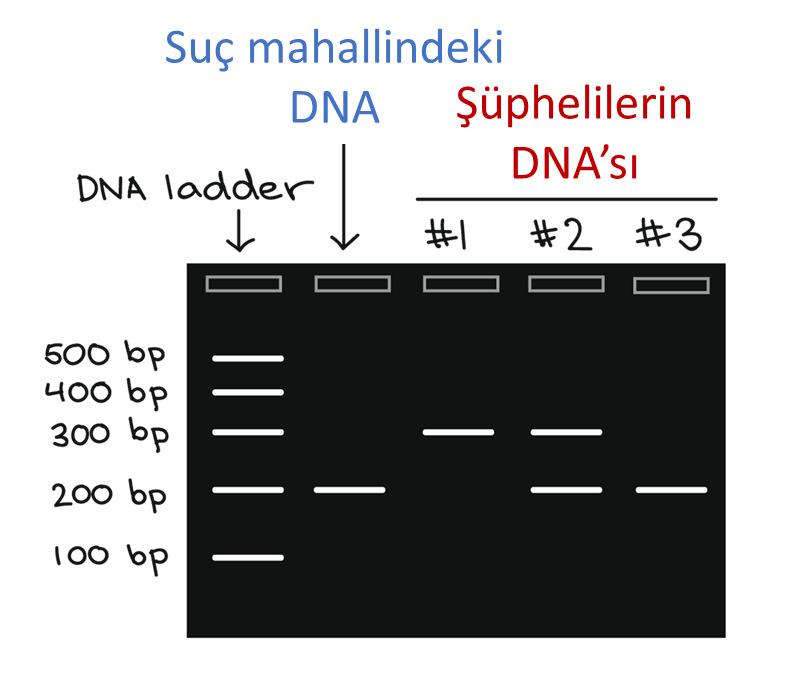 Suç mahallindeki
DNA
Şüphelilerin
DNA'sı
DNA ladder
#1 #2 #3
500 bp
400 bp
300 bp
200 bp
100 bp